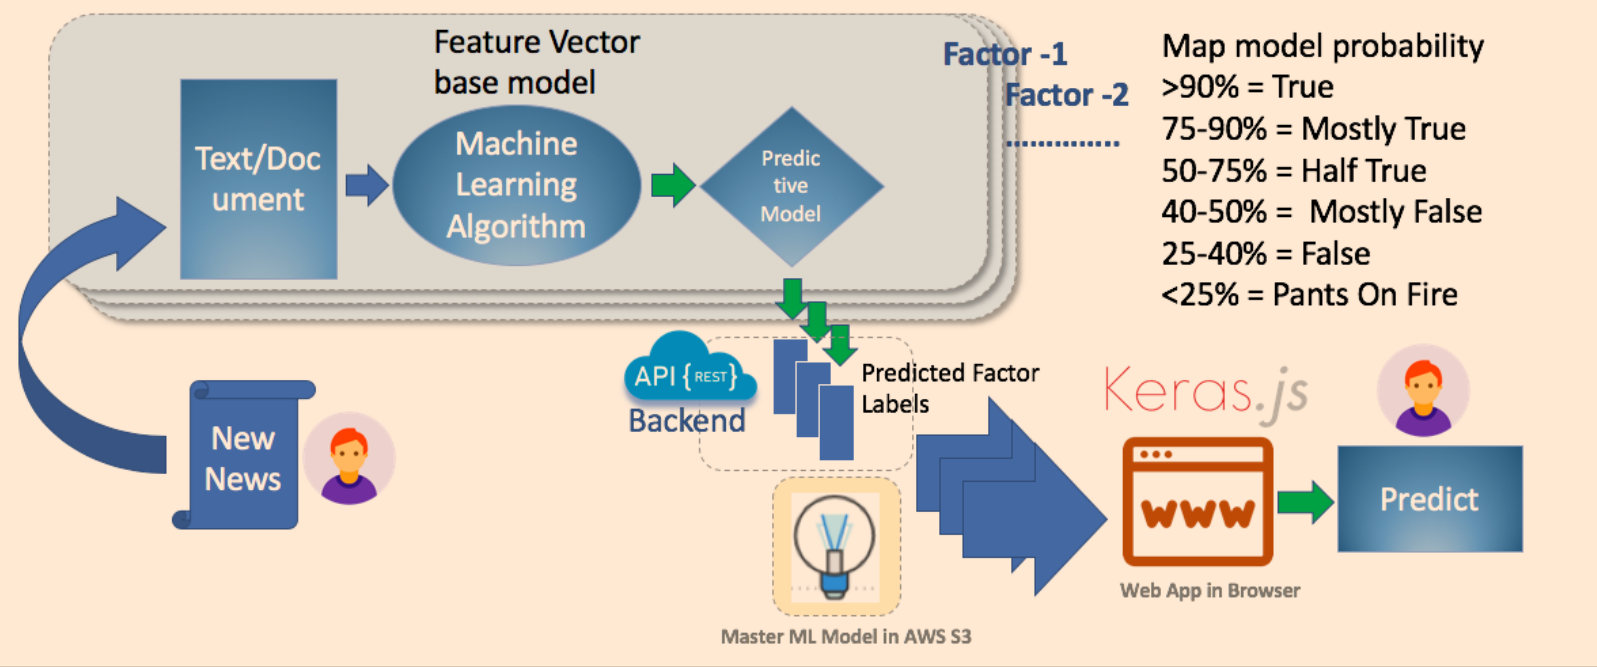 Feature Vector
base model
Text/Doc
ument
Machine
Learning
Algorithm
Predic
tive
Model
Factor -1
Factor -2
..............
Map model probability
>90% = True
75-90% = Mostly True
50-75% = Half True
40-50% =  Mostly False
25-40% = False
<25% = Pants On Fire
New
News
API {REST}
Backend
Predicted Factor
Labels
Master ML Model in AWS S3
Keras.js
WWW
Web App in Browser
Predict